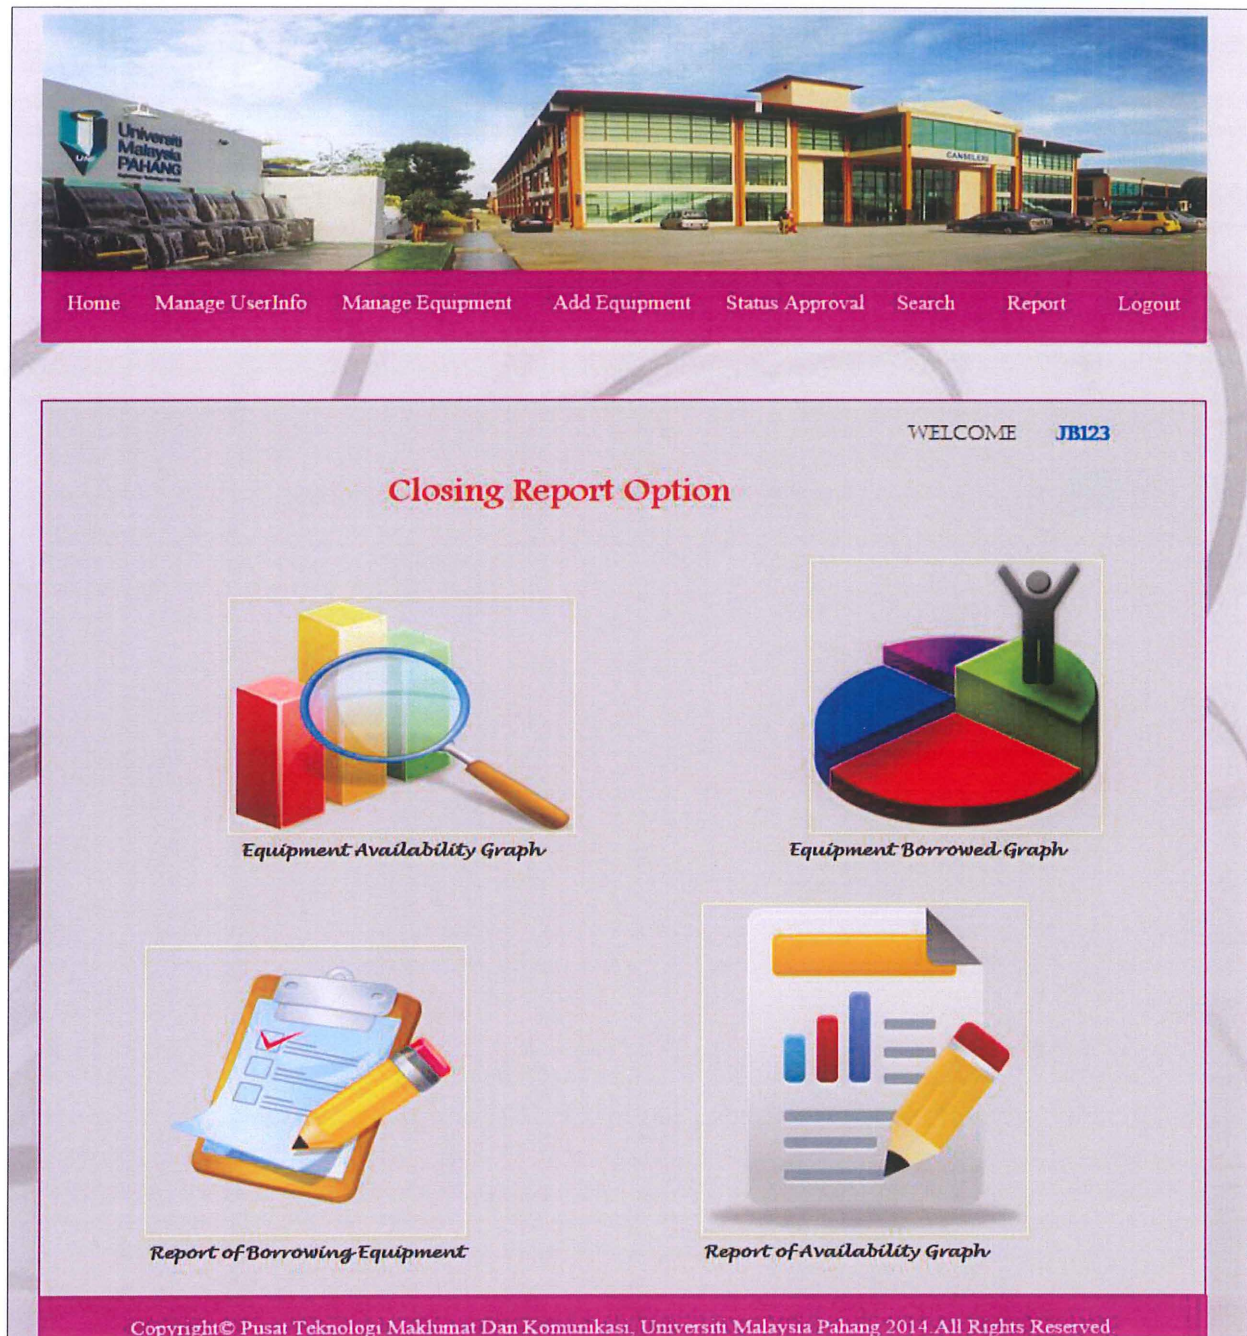 Universiti
Malaysia
PAHANG
CANSELERI
Home Manage UserInfo Manage Equipment Add Equipment Status Approval Search Report Logout
WELCOME JB123
Closing Report Option
Equipment Availability Graph
Equipment Borrowed Graph
Report of Borrowing Equipment
Report of Availability Graph
Copyright© Pusat Teknologi Maklumat Dan Komunikasi, Universiti Malaysia Pahang 2014.All Rights Reserved